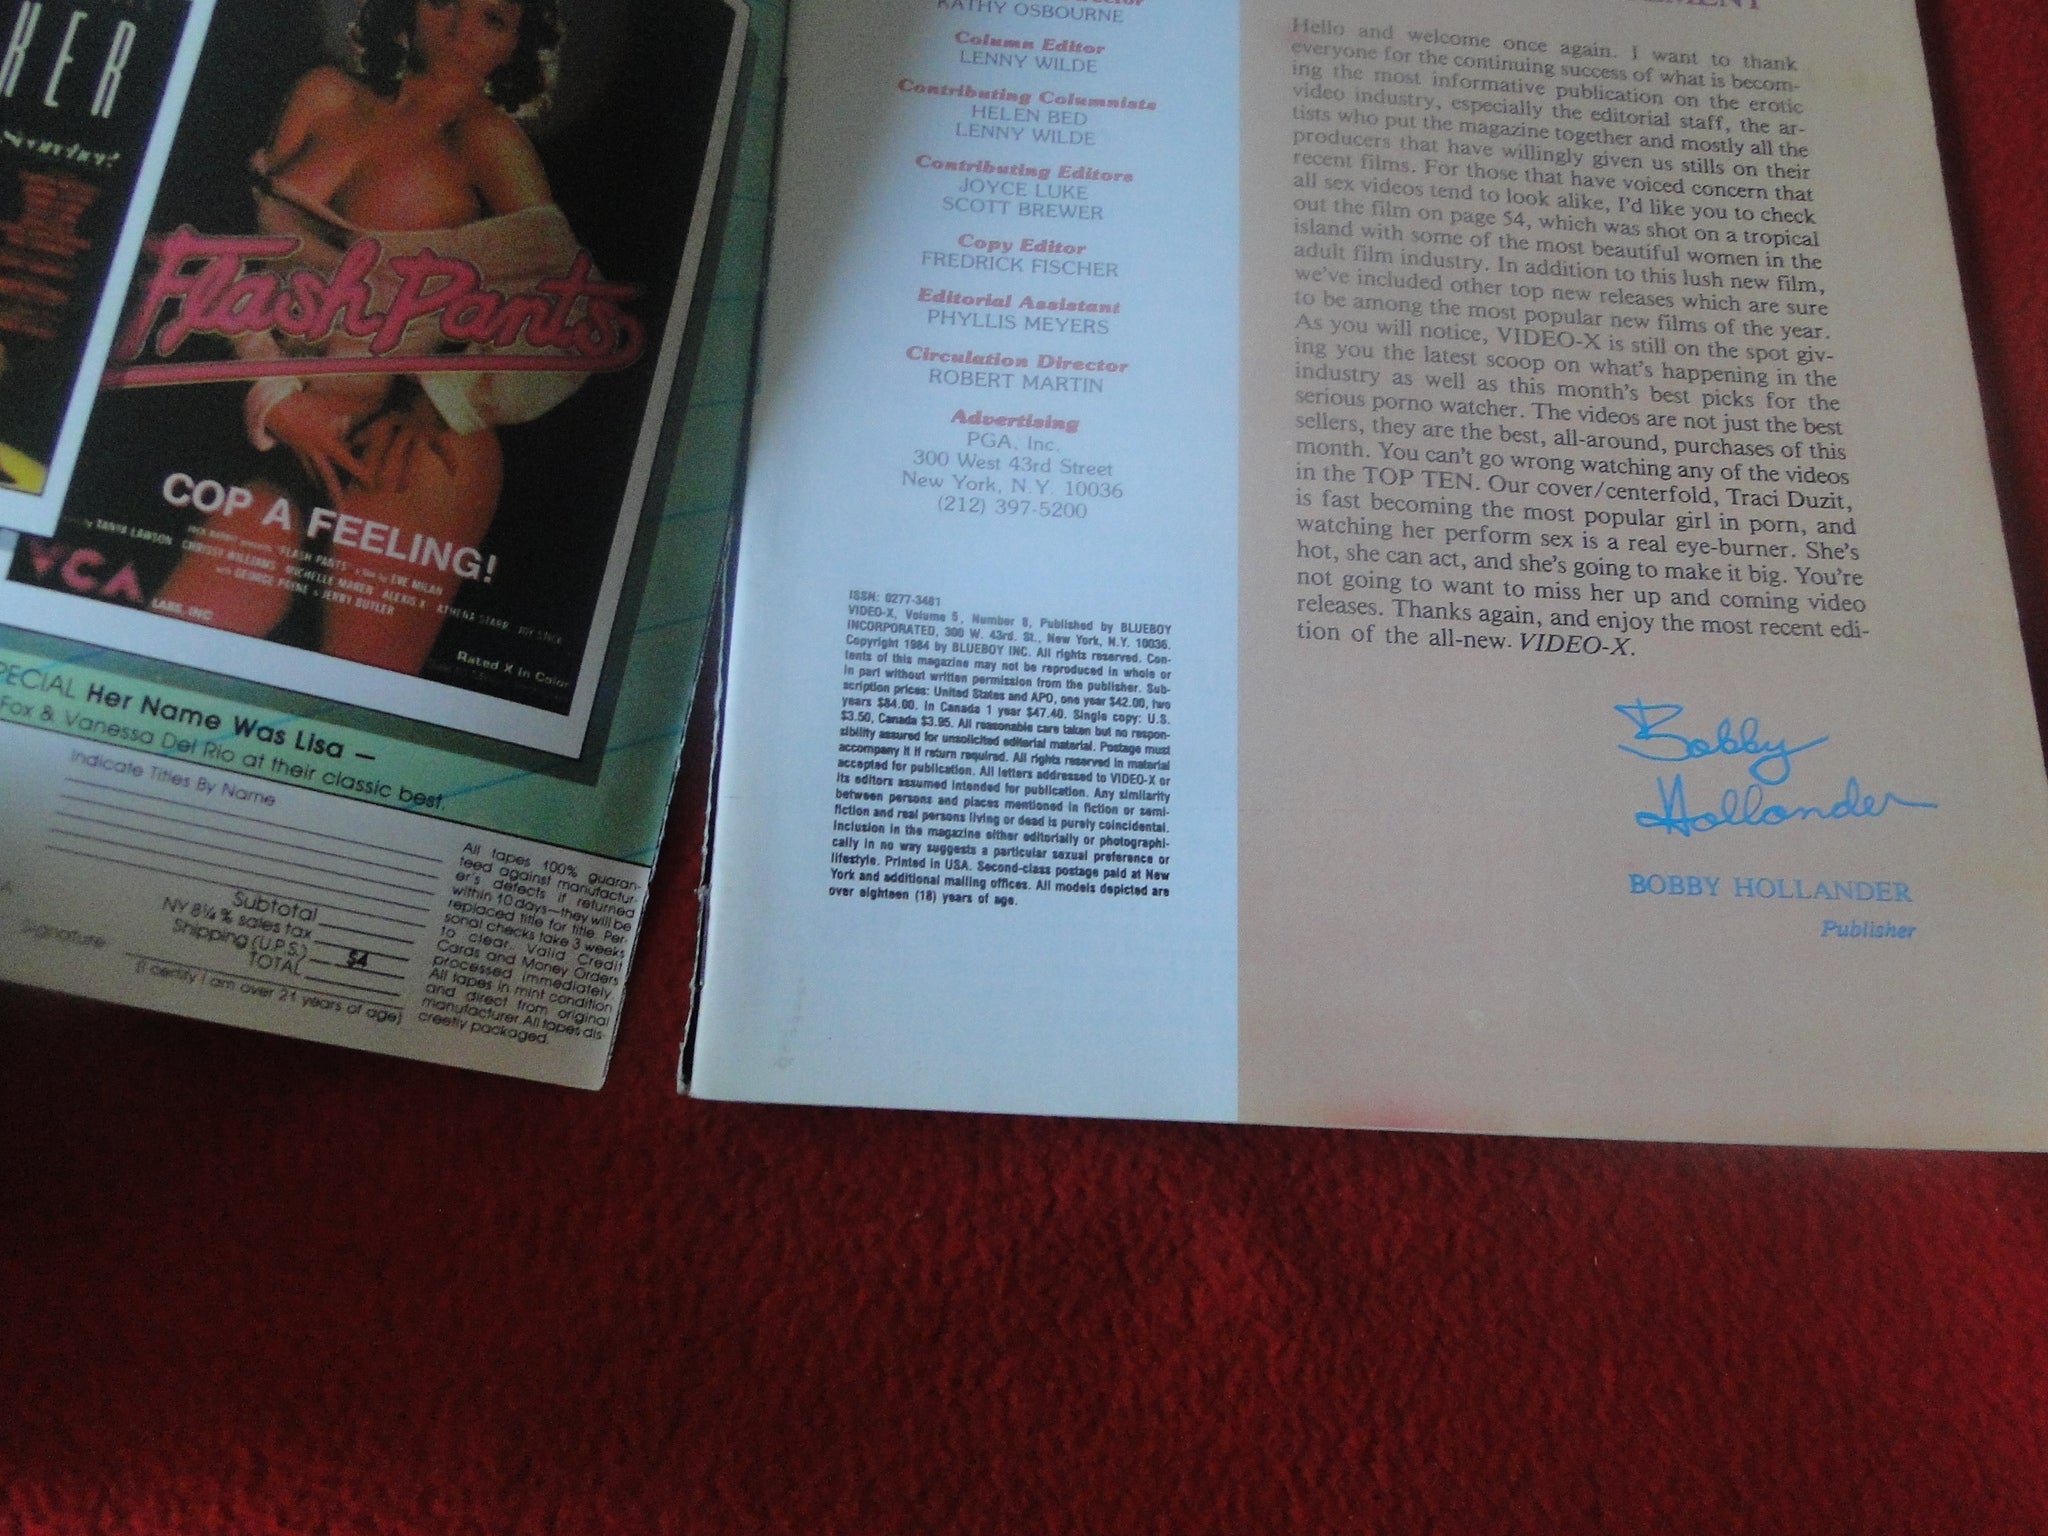 KER
Flash Pants
COP A FEELING!
by TANYA LAWSON CHRISSY WILLIAMS MICHELLE MAREN ALEXIS X ATHENA STARR JOY STICK
with GEORGE PAYNE & JERRY BUTLER
VCA
LABS, INC
Rated X in Color
PECIAL Her Name Was Lisa —
Fox & Vanessa Del Rio at their classic best.
Indicate Titles By Name
Subtotal
NY 8¼% sales tax
Shipping (U.P.S.) $4
TOTAL
Signature
(I certify I am over 21 years of age)
All tapes 100% guaran-
teed against manufactur-
er's defects if returned
within 10 days—they will be
replaced title for title. Per-
sonal checks take 3 weeks
to clear. Valid Credit
Cards and Money Orders
processed immediately.
All tapes in mint condition
and direct from original
manufacturer. All tapes dis-
creetly packaged.
KATHY OSBOURNE
Column Editor
LENNY WILDE
Contributing Columnists
HELEN BED
LENNY WILDE
Contributing Editors
JOYCE LUKE
SCOTT BREWER
Copy Editor
FREDRICK FISCHER
Editorial Assistant
PHYLLIS MEYERS
Circulation Director
ROBERT MARTIN
Advertising
PGA, Inc.
300 West 43rd Street
New York, N.Y. 10036
(212) 397-5200
ISSN: 0277-3481
VIDEO-X, Volume 5, Number 8, Published by BLUEBOY
INCORPORATED, 300 W. 43rd. St., New York, N.Y. 10036.
Copyright 1984 by BLUEBOY INC. All rights reserved. Con-
tents of this magazine may not be reproduced in whole or
in part without written permission from the publisher. Sub-
scription prices: United States and APO, one year $42.00, two
years $84.00. In Canada 1 year $47.40. Single copy: U.S.
$3.50, Canada $3.95. All reasonable care taken but no respon-
sibility assured for unsolicited editorial material. Postage must
accompany it if return required. All rights reserved in material
accepted for publication. All letters addressed to VIDEO-X or
its editors assumed intended for publication. Any similarity
between persons and places mentioned in fiction or semi-
fiction and real persons living or dead is purely coincidental.
Inclusion in the magazine either editorially or photographi-
cally in no way suggests a particular sexual preference or
lifestyle. Printed in USA. Second-class postage paid at New
York and additional mailing offices. All models depicted are
over eighteen (18) years of age.
Hello and welcome once again. I want to thank
everyone for the continuing success of what is becom-
ing the most informative publication on the erotic
video industry, especially the editorial staff, the ar-
tists who put the magazine together and mostly all the
producers that have willingly given us stills on their
recent films. For those that have voiced concern that
all sex videos tend to look alike, I'd like you to check
out the film on page 54, which was shot on a tropical
island with some of the most beautiful women in the
adult film industry. In addition to this lush new film,
we've included other top new releases which are sure
to be among the most popular new films of the year.
As you will notice, VIDEO-X is still on the spot giv-
ing you the latest scoop on what's happening in the
industry as well as this month's best picks for the
serious porno watcher. The videos are not just the best
sellers, they are the best, all-around, purchases of this
month. You can't go wrong watching any of the videos
in the TOP TEN. Our cover/centerfold, Traci Duzit,
is fast becoming the most popular girl in porn, and
watching her perform sex is a real eye-burner. She's
hot, she can act, and she's going to make it big. You're
not going to want to miss her up and coming video
releases. Thanks again, and enjoy the most recent edi-
tion of the all-new. VIDEO-X.
Bobby
Hollander
BOBBY HOLLANDER
Publisher